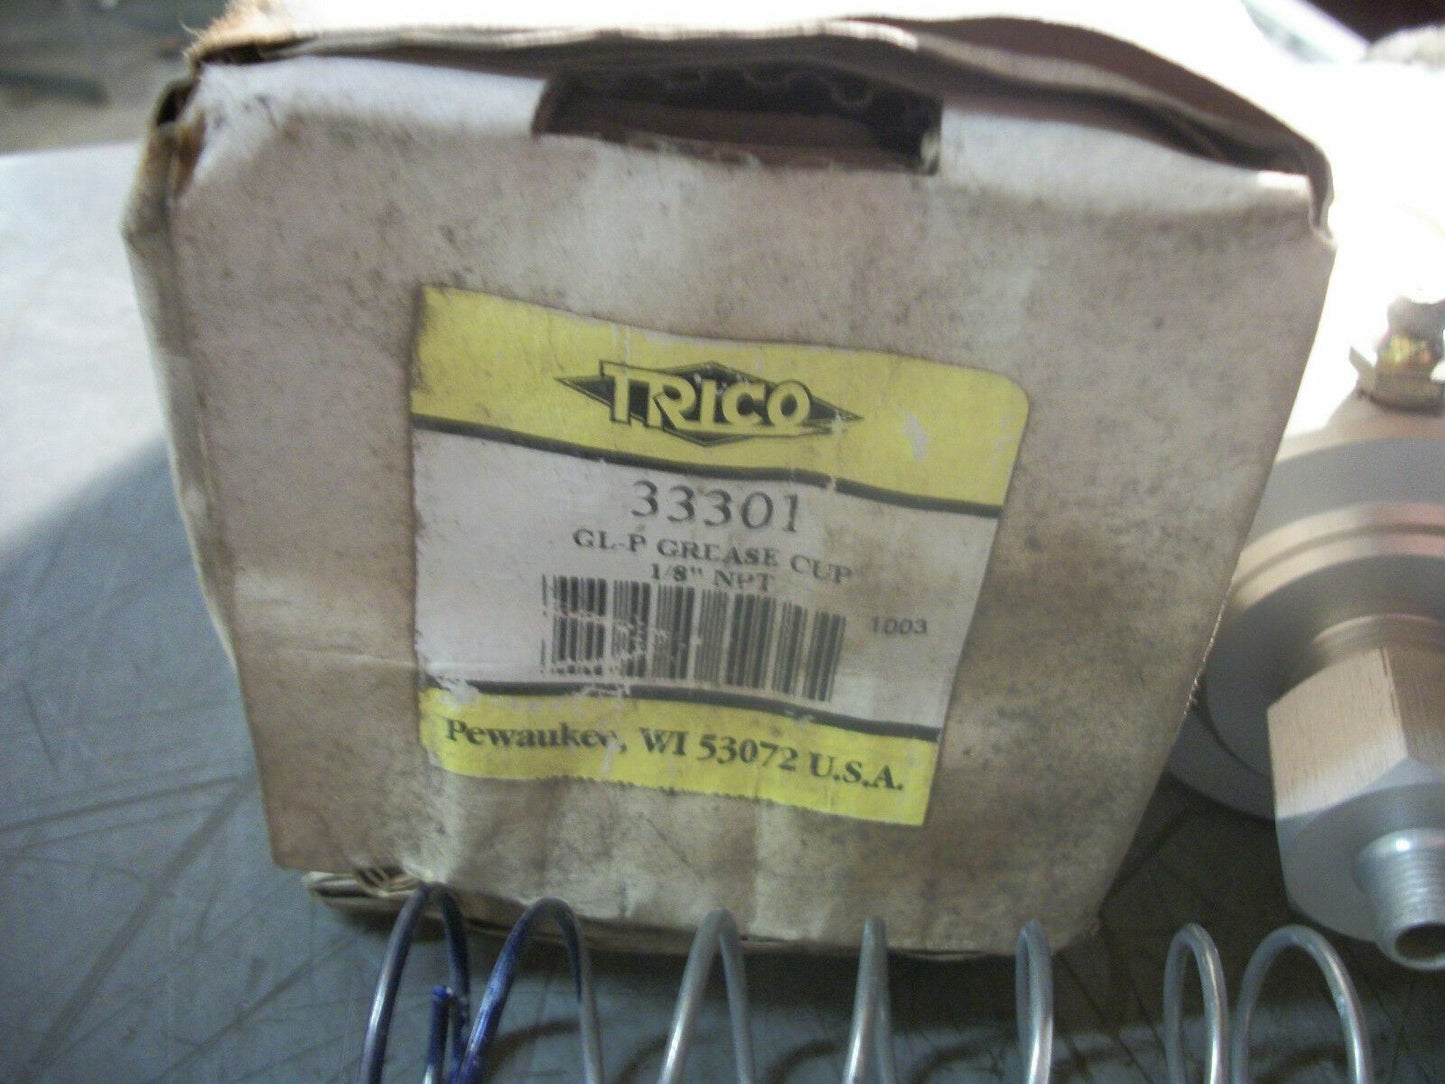 TRICO
33301
GL-P GREASE CUP
1/8" NPT
1003
Pewaukee, WI 53072 U.S.A.